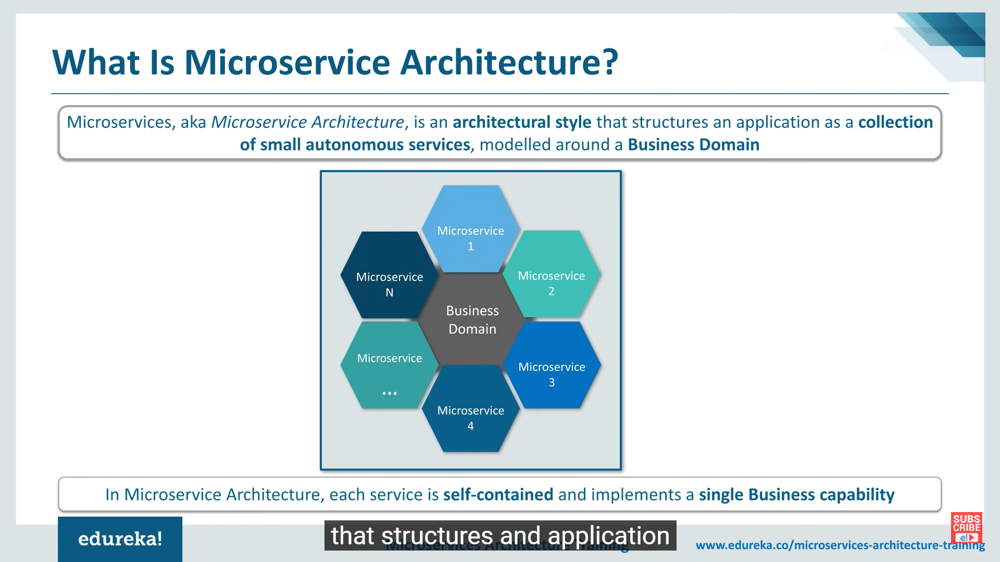 What Is Microservice Architecture?
Microservices, aka Microservice Architecture, is an architectural style that structures an application as a collection
of small autonomous services, modelled around a Business Domain
Microservice
1
Microservice
N
Microservice
2
Business
Domain
Microservice
...
Microservice
3
Microservice
4
In Microservice Architecture, each service is self-contained and implements a single Business capability
edureka!
that structures and application
Microservices Architecture Training
www.edureka.co/microservices-architecture-training
SUBS
CRIBE
e!